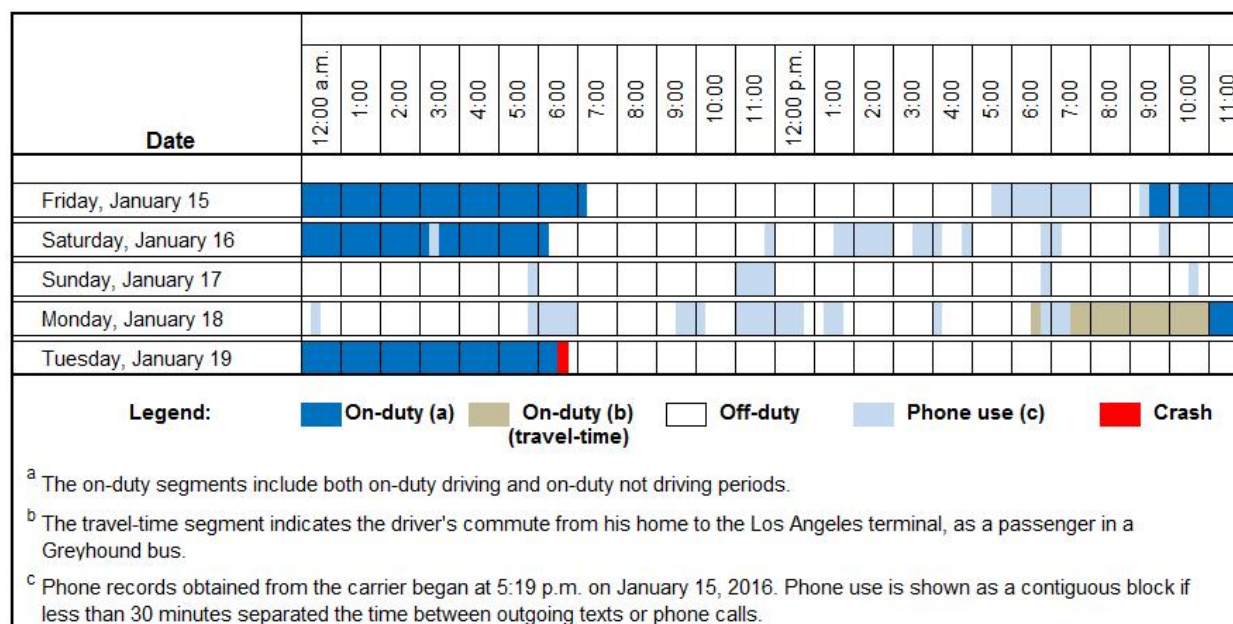 12:00 a.m. 1:00 2:00 3:00 4:00 5:00 6:00 7:00 8:00 9:00 10:00 11:00 12:00 p.m. 1:00 2:00 3:00 4:00 5:00 6:00 7:00 8:00 9:00 10:00 11:00
Date
Friday, January 15
Saturday, January 16
Sunday, January 17
Monday, January 18
Tuesday, January 19
Legend: On-duty (a) On-duty (b) Off-duty Phone use (c) Crash
(travel-time)
a The on-duty segments include both on-duty driving and on-duty not driving periods.
b The travel-time segment indicates the driver's commute from his home to the Los Angeles terminal, as a passenger in a
Greyhound bus.
c Phone records obtained from the carrier began at 5:19 p.m. on January 15, 2016. Phone use is shown as a contiguous block if
less than 30 minutes separated the time between outgoing texts or phone calls.